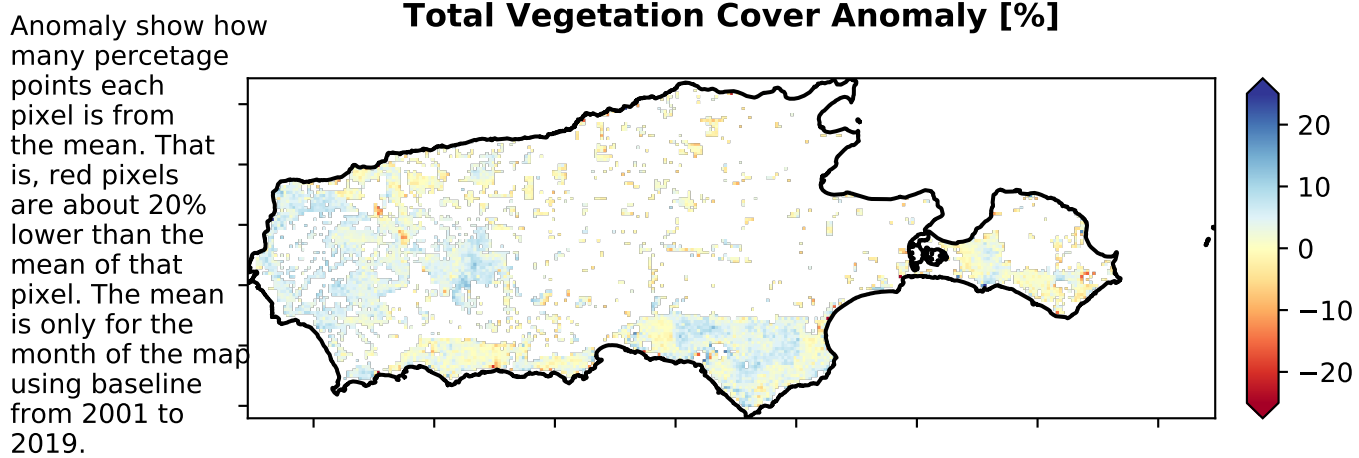 Total Vegetation Cover Anomaly [%]
Anomaly show how
many percetage
points each
pixel is from
the mean. That
is, red pixels
are about 20%
lower than the
mean of that
pixel. The mean
is only for the
month of the map
using baseline
from 2001 to
2019.
20
10
0
−10
−20